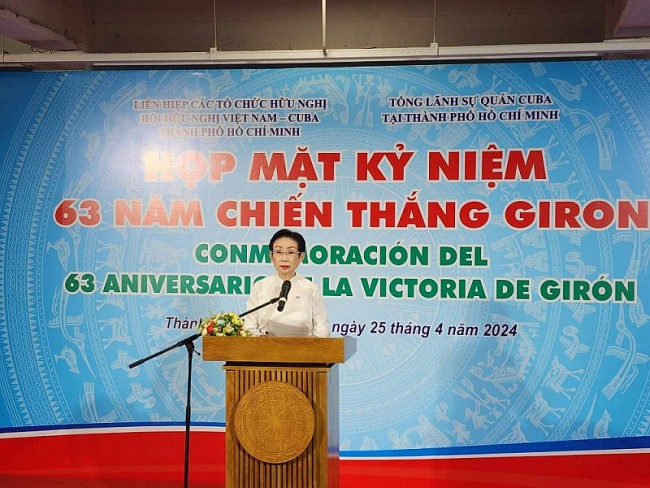 LIÊN HIỆP CÁC TỔ CHỨC HỮU NGHỊ
HỘI HỮU NGHỊ VIỆT NAM – CUBA
THÀNH PHỐ HỒ CHÍ MINH
TỔNG LÃNH SỰ QUÁN CUBA
TẠI THÀNH PHỐ HỒ CHÍ MINH
HỌP MẶT KỶ NIỆM
63 NĂM CHIẾN THẮNG GIRON
CONMEMORACIÓN DEL
63 ANIVERSARIO LA VICTORIA DE GIRÓN
Thành ngày 25 tháng 4 năm 2024